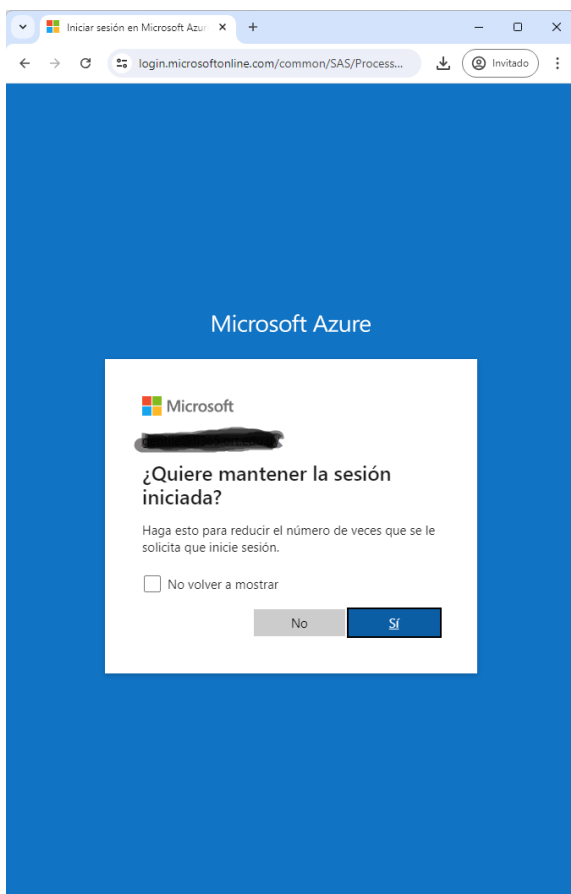 Iniciar sesión en Microsoft Azur
login.microsoftonline.com/common/SAS/Process...
Invitado
Microsoft Azure
Microsoft
¿Quiere mantener la sesión
iniciada?
Haga esto para reducir el número de veces que se le
solicita que inicie sesión.
No volver a mostrar
No Sí